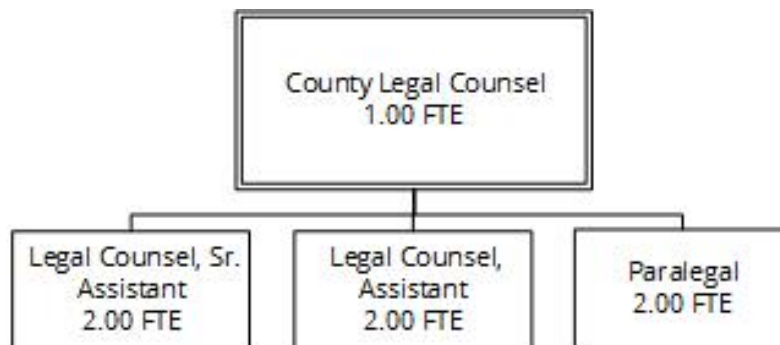 County Legal Counsel
1.00 FTE
Legal Counsel, Sr.
Assistant
2.00 FTE
Legal Counsel,
Assistant
2.00 FTE
Paralegal
2.00 FTE